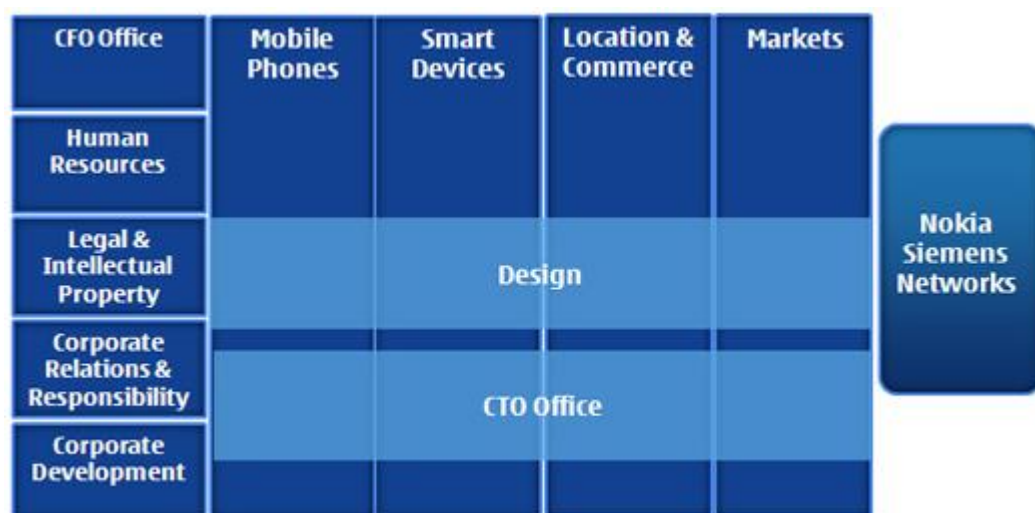 CFO Office
Human
Resources
Legal &
Intellectual
Property
Corporate
Relations &
Responsibility
Corporate
Development
Mobile
Phones
Smart
Devices
Location &
Commerce
Markets
Design
CTO Office
Nokia
Siemens
Networks